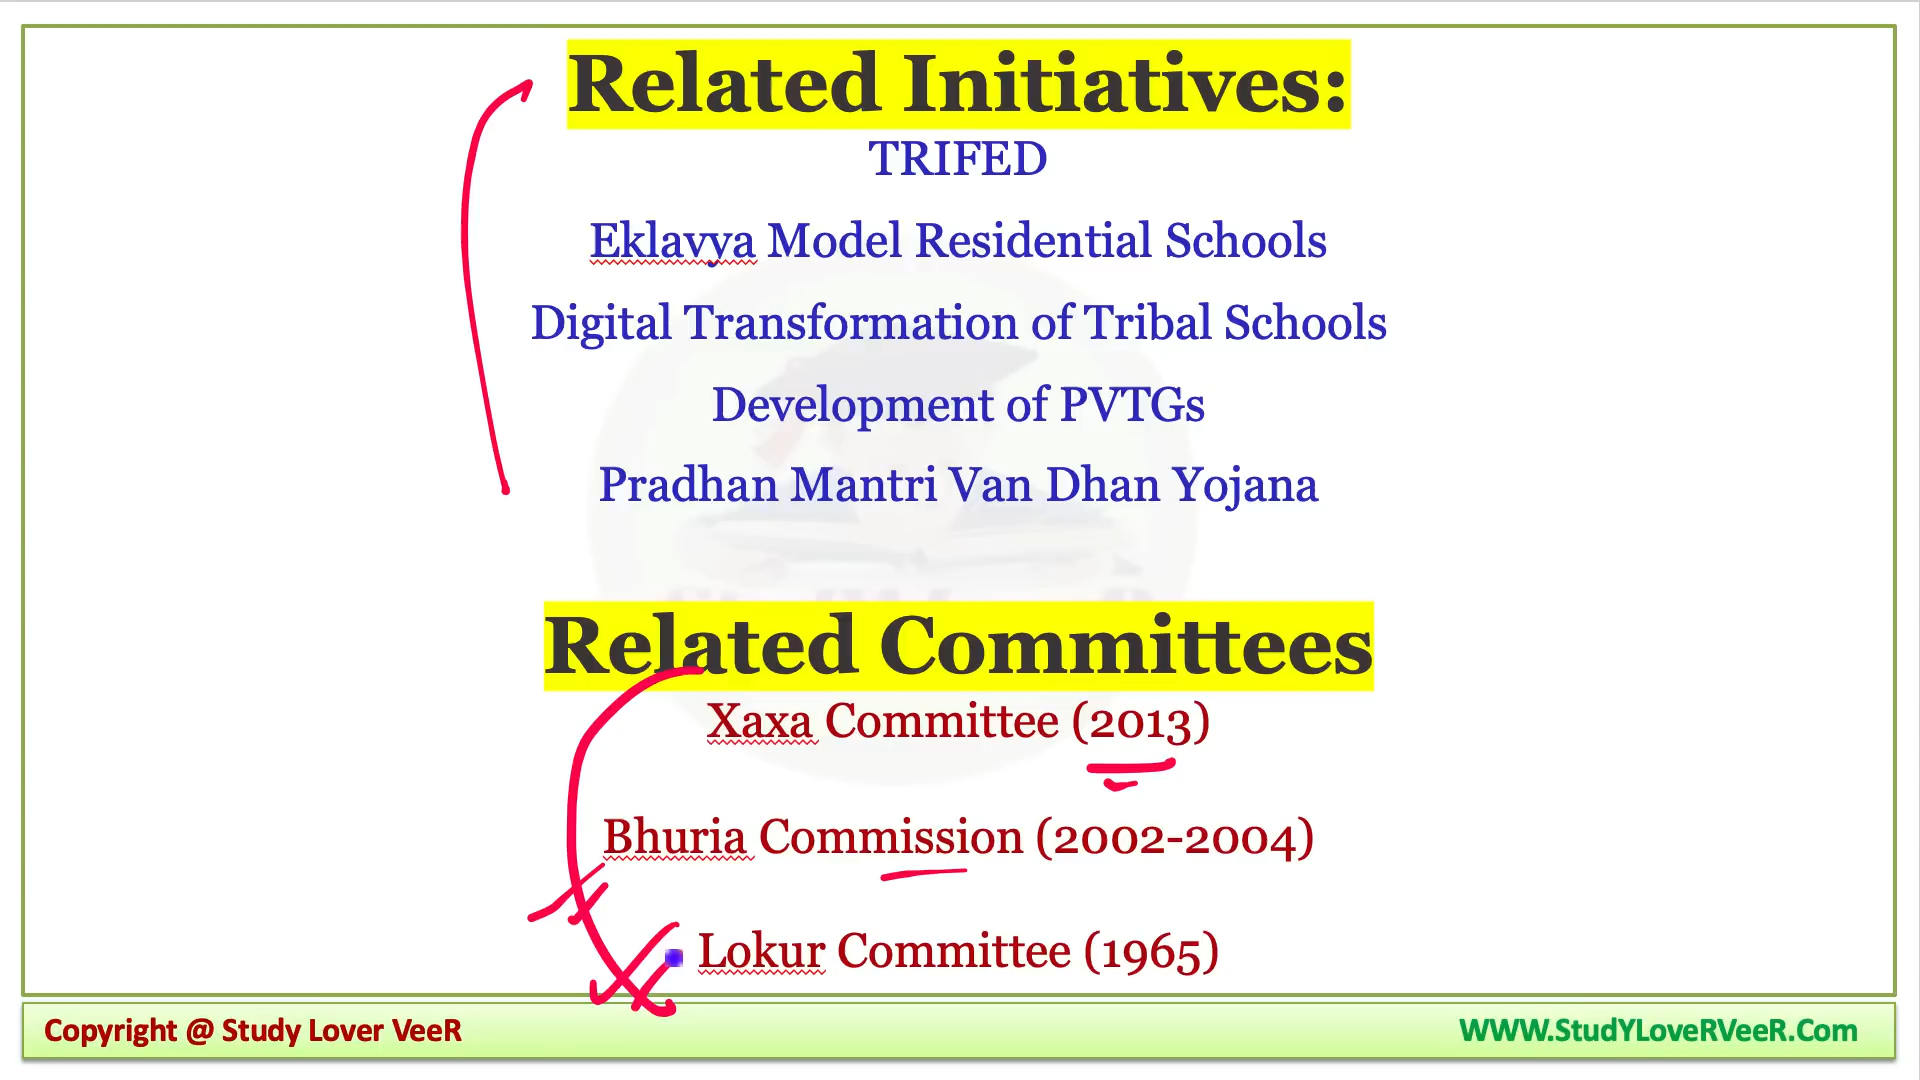 Related Initiatives:
TRIFED
Eklavya Model Residential Schools
Digital Transformation of Tribal Schools
Development of PVTGs
Pradhan Mantri Van Dhan Yojana
Related Committees
Xaxa Committee (2013)
Bhuria Commission (2002-2004)
Lokur Committee (1965)
Copyright @ Study Lover VeeR
WWW.StudYLoveRVeeR.Com